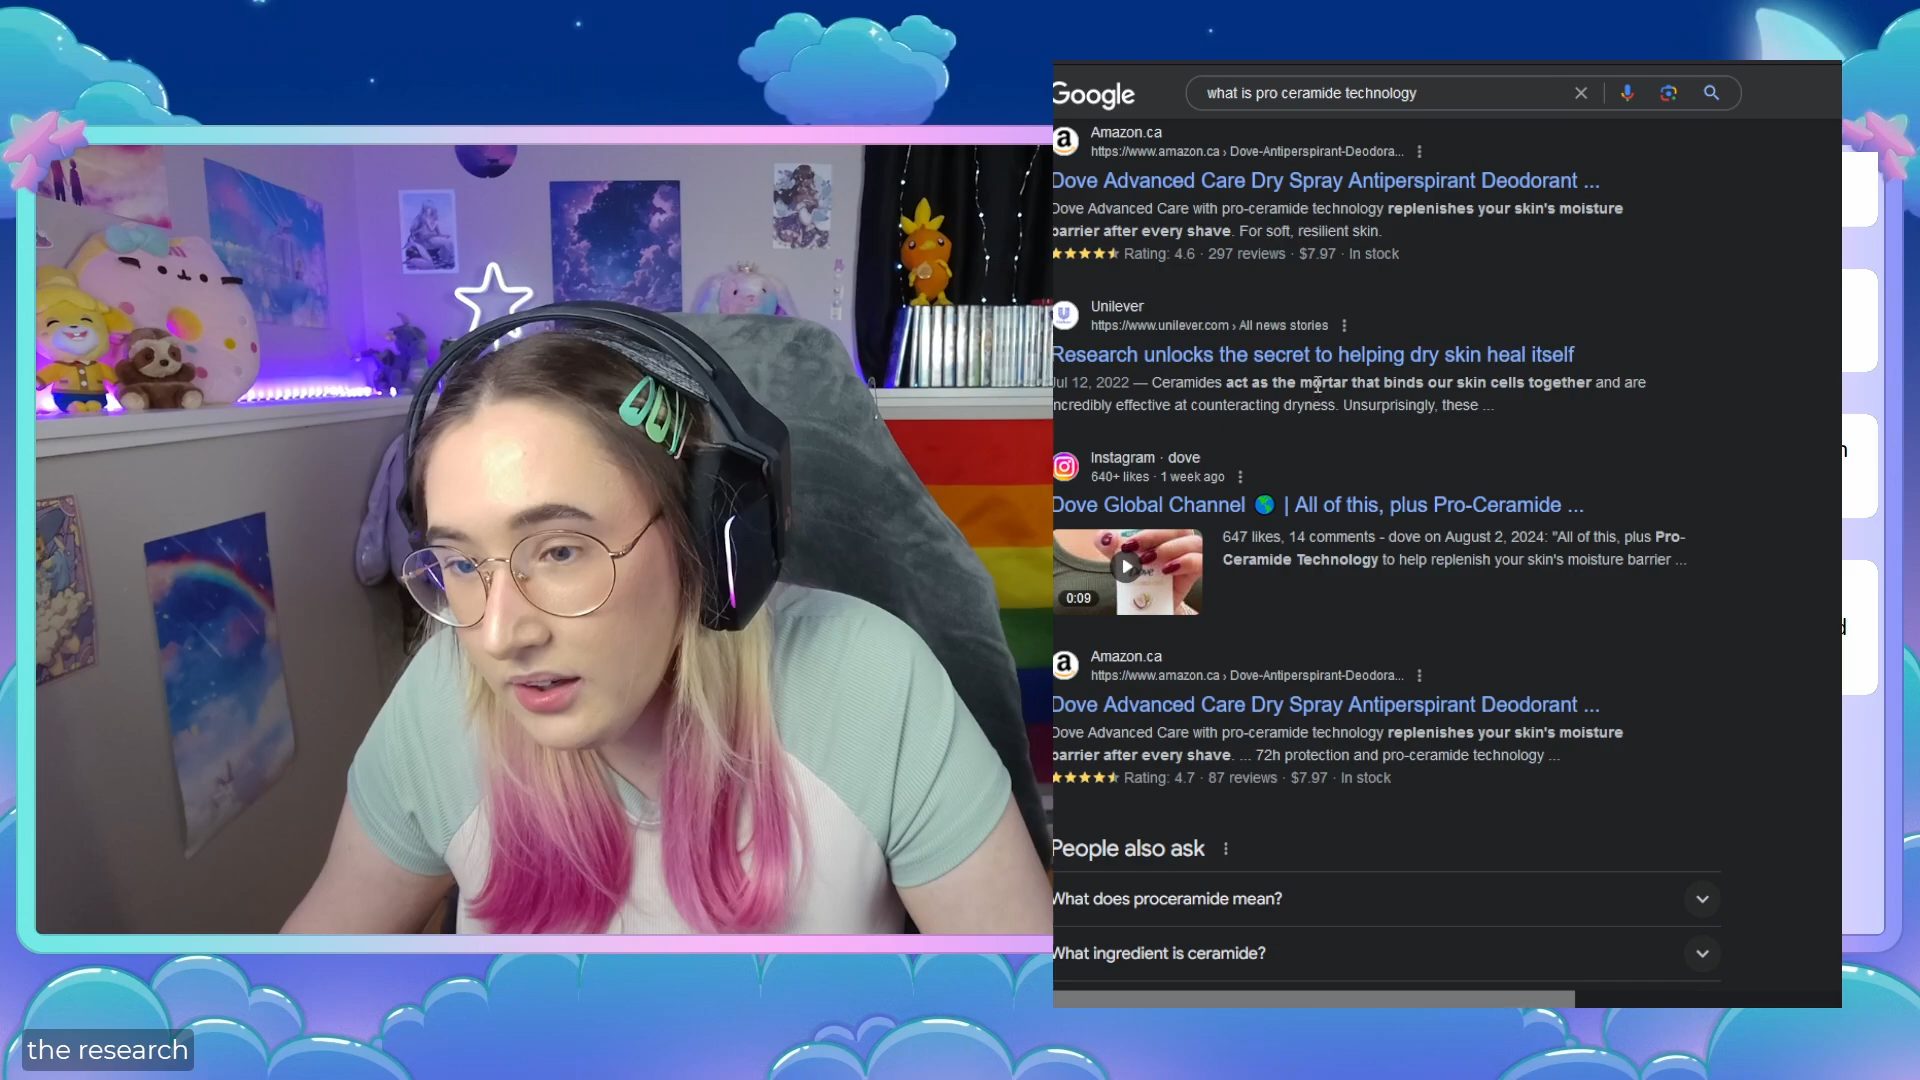 Google
what is pro ceramide technology
Amazon.ca
https://www.amazon.ca › Dove-Antiperspirant-Deodora...
Dove Advanced Care Dry Spray Antiperspirant Deodorant ...
Dove Advanced Care with pro-ceramide technology replenishes your skin's moisture
barrier after every shave. For soft, resilient skin.
Rating: 4.6 · 297 reviews · $7.97 · In stock
Unilever
https://www.unilever.com › All news stories
Research unlocks the secret to helping dry skin heal itself
Jul 12, 2022 — Ceramides act as the mortar that binds our skin cells together and are
incredibly effective at counteracting dryness. Unsurprisingly, these ...
Instagram · dove
640+ likes · 1 week ago
Dove Global Channel 🌎 | All of this, plus Pro-Ceramide ...
647 likes, 14 comments - dove on August 2, 2024: "All of this, plus Pro-
Ceramide Technology to help replenish your skin's moisture barrier ...
Dove
0:09
Amazon.ca
https://www.amazon.ca › Dove-Antiperspirant-Deodora...
Dove Advanced Care Dry Spray Antiperspirant Deodorant ...
Dove Advanced Care with pro-ceramide technology replenishes your skin's moisture
barrier after every shave. ... 72h protection and pro-ceramide technology ...
Rating: 4.7 · 87 reviews · $7.97 · In stock
People also ask
What does proceramide mean?
What ingredient is ceramide?
the research